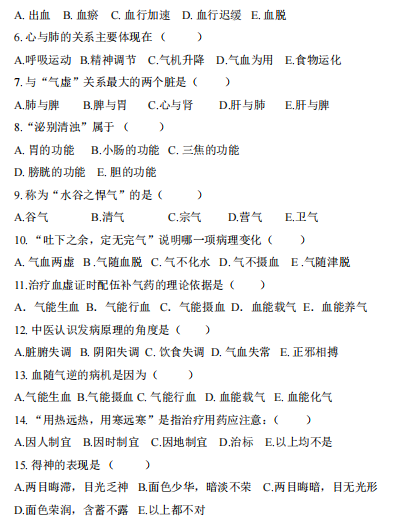 A. 出血 B. 血瘀 C. 血行加速 D. 血行迟缓 E. 血脱
6. 心与肺的关系主要体现在（ ）
A.呼吸运动 B.精神调节 C.气机升降 D.气血为用 E.食物运化
7. 与“气虚”关系最大的两个脏是（ ）
A.肺与脾 B.脾与胃 C.心与肾 D.肝与肺 E.肝与脾
8.“泌别清浊”属于（ ）
A. 胃的功能 B.小肠的功能 C. 三焦的功能
D. 膀胱的功能 E. 胆的功能
9. 称为“水谷之悍气”的是（ ）
A.谷气 B.清气 C.宗气 D.营气 E.卫气
10. “吐下之余，定无完气”说明哪一项病理变化（ ）
A. 气血两虚 B.气随血脱 C. 气不化水 D. 气不摄血 E .气随津脱
11.治疗血虚证时配伍补气药的理论依据是（ ）
A．气能生血 B．气能行血 C．气能摄血 D．血能载气 E．血能养气
12. 中医认识发病原理的角度是（ ）
A.脏腑失调 B. 阴阳失调 C. 饮食失调 D. 气血失常 E. 正邪相搏
13. 血随气逆的病机是因为（ ）
A.气能生血 B.气能摄血 C. 气能行血 D. 血能载气 E. 血能化气
14. “用热远热，用寒远寒”是指治疗用药应注意：（ ）
A.因人制宜 B.因时制宜 C.因地制宜 D.治标 E.以上均不是
15. 得神的表现是（ ）
A.两目晦滞，目光乏神 B.面色少华，暗淡不荣 C.两目晦暗，目无光形
D.面色荣润，含蓄不露 E.以上都不对